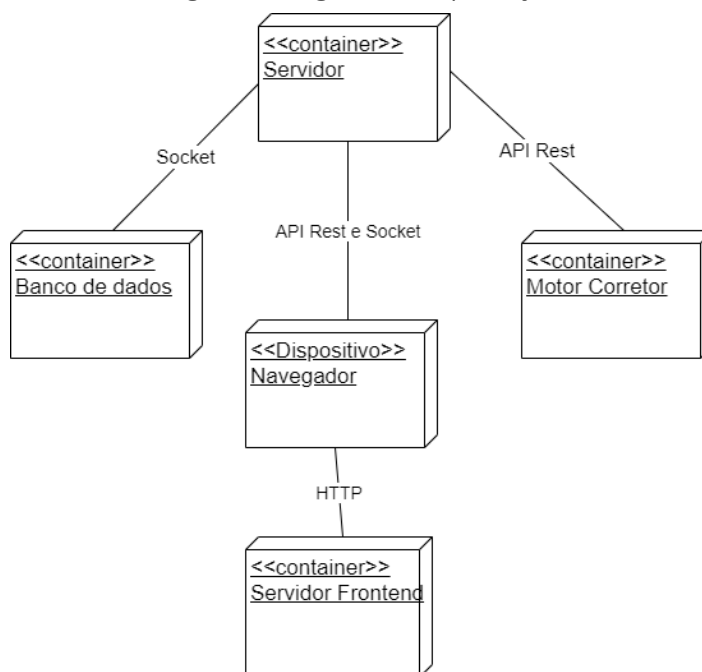 <<container>>
Servidor
Socket
API Rest
API Rest e Socket
<<container>>
Banco de dados
<<container>>
Motor Corretor
<<Dispositivo>>
Navegador
HTTP
<<container>>
Servidor Frontend